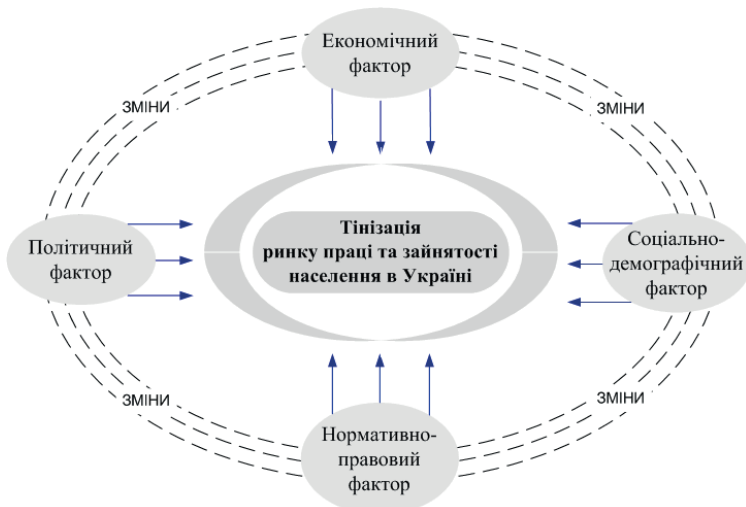 Економічний
фактор
ЗМІНИ
ЗМІНИ
Політичний
фактор
Тінізація
ринку праці та зайнятості
населення в Україні
Соціально-
демографічний
фактор
ЗМІНИ
ЗМІНИ
Нормативно-
правовий
фактор